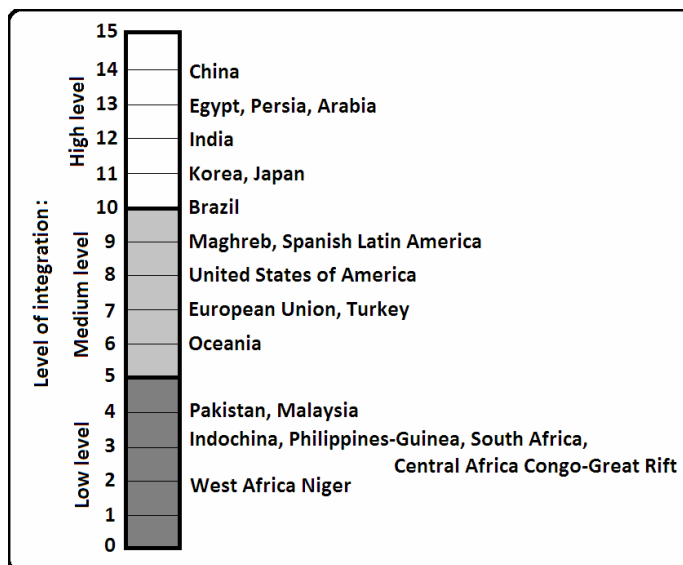 Level of integration:
High level
Medium level
Low level
15
14 China
13 Egypt, Persia, Arabia
12 India
11 Korea, Japan
10 Brazil
9 Maghreb, Spanish Latin America
8 United States of America
7 European Union, Turkey
6 Oceania
5
4 Pakistan, Malaysia
3 Indochina, Philippines-Guinea, South Africa,
Central Africa Congo-Great Rift
2 West Africa Niger
1
0